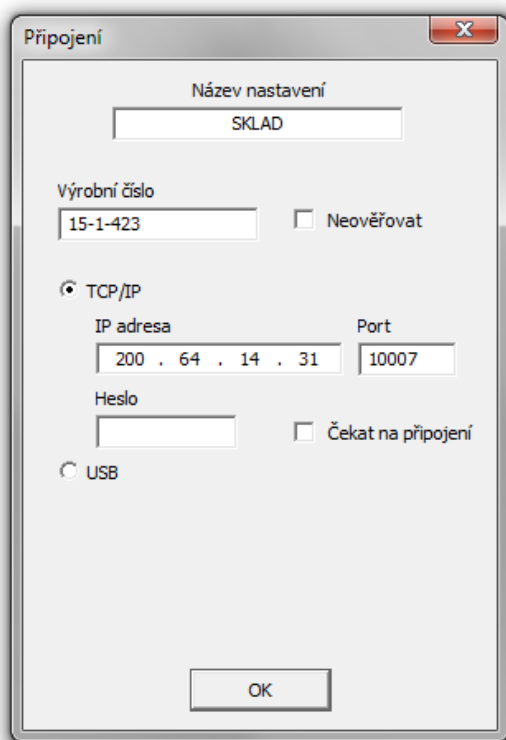 Připojení
Název nastavení
SKLAD
Výrobní číslo
15-1-423
Neověřovat
TCP/IP
IP adresa Port
200 . 64 . 14 . 31 10007
Heslo
Čekat na připojení
USB
OK